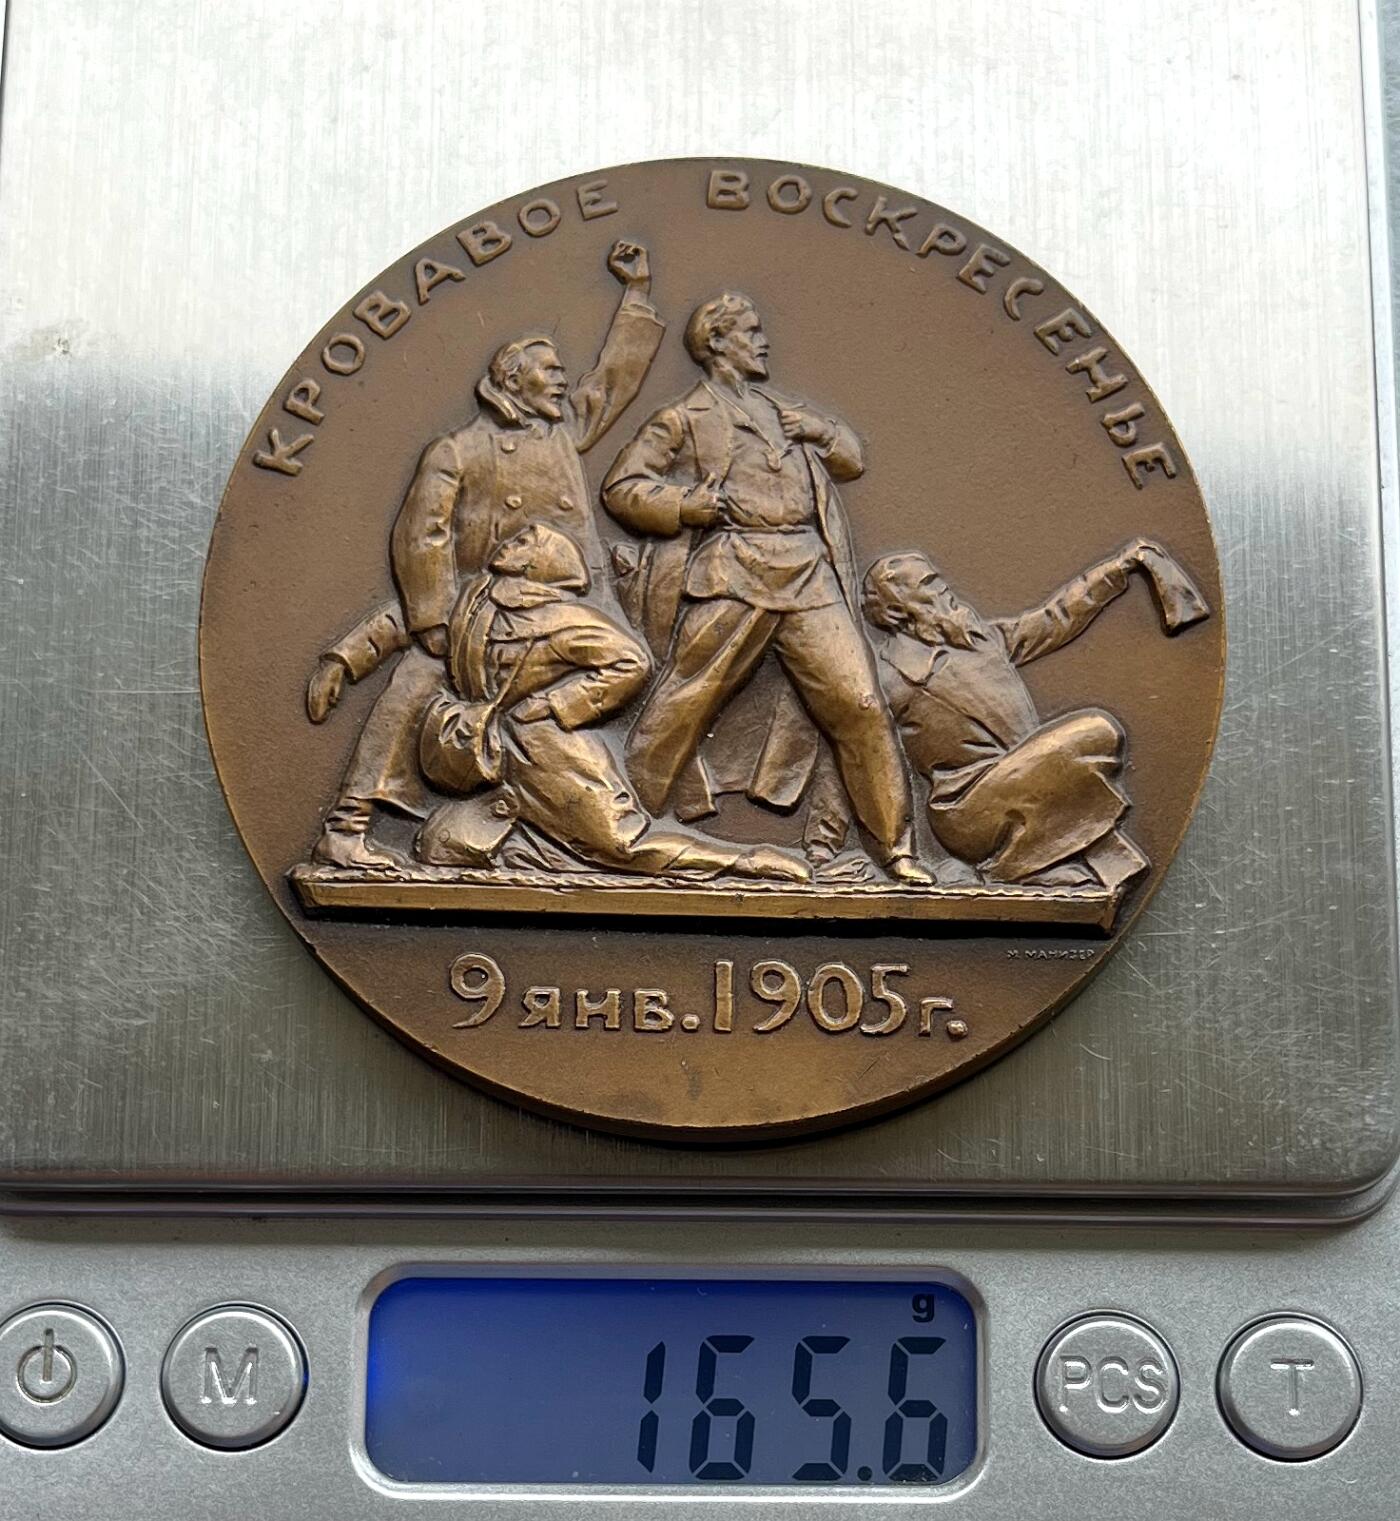 КРОВАВОЕ ВОСКРЕСЕНЬЕ
М. МАНИЗЕР
9 янв. 1905 г.
g
165.6
M
PCS
T